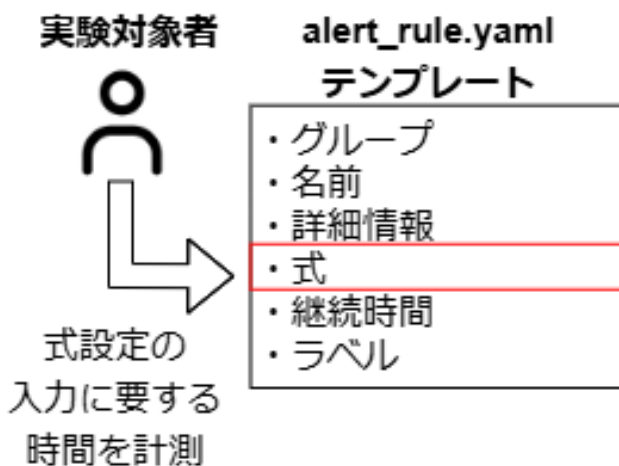 実験対象者
alert_rule.yaml
テンプレート
・グループ
・名前
・詳細情報
・式
・継続時間
・ラベル
式設定の
入力に要する
時間を計測